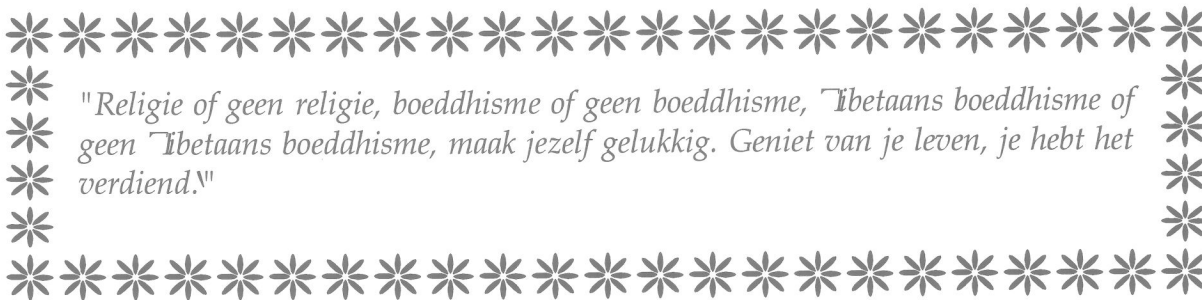 "Religie of geen religie, boeddhisme of geen boeddhisme, Tibetaans boeddhisme of
geen Tibetaans boeddhisme, maak jezelf gelukkig. Geniet van je leven, je hebt het
verdiend.\"